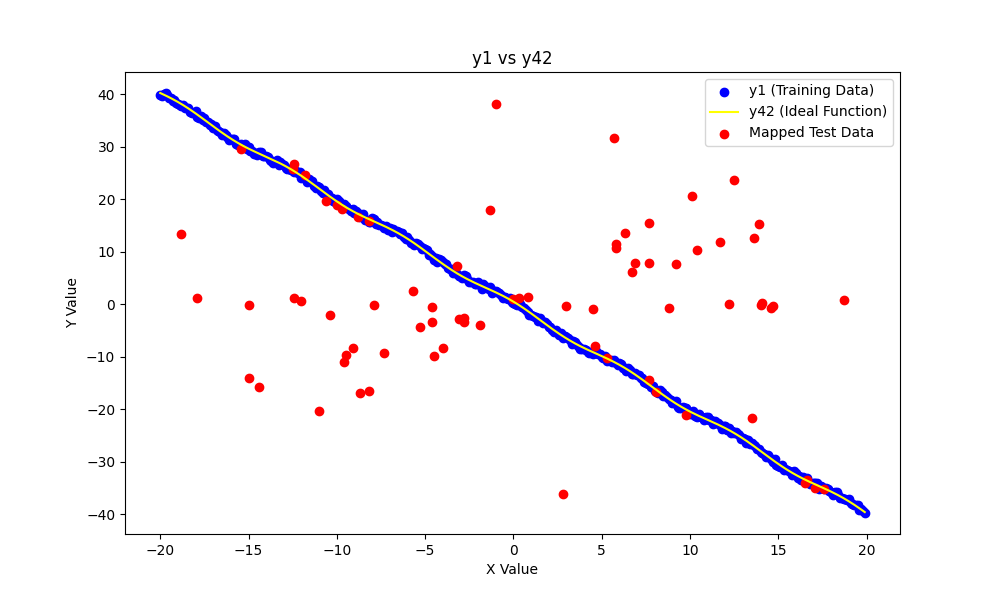 y1 vs y42
y1 (Training Data)
y42 (Ideal Function)
Mapped Test Data
40
30
20
10
0
−10
−20
−30
−40
Y Value
−20 −15 −10 −5 0 5 10 15 20
X Value